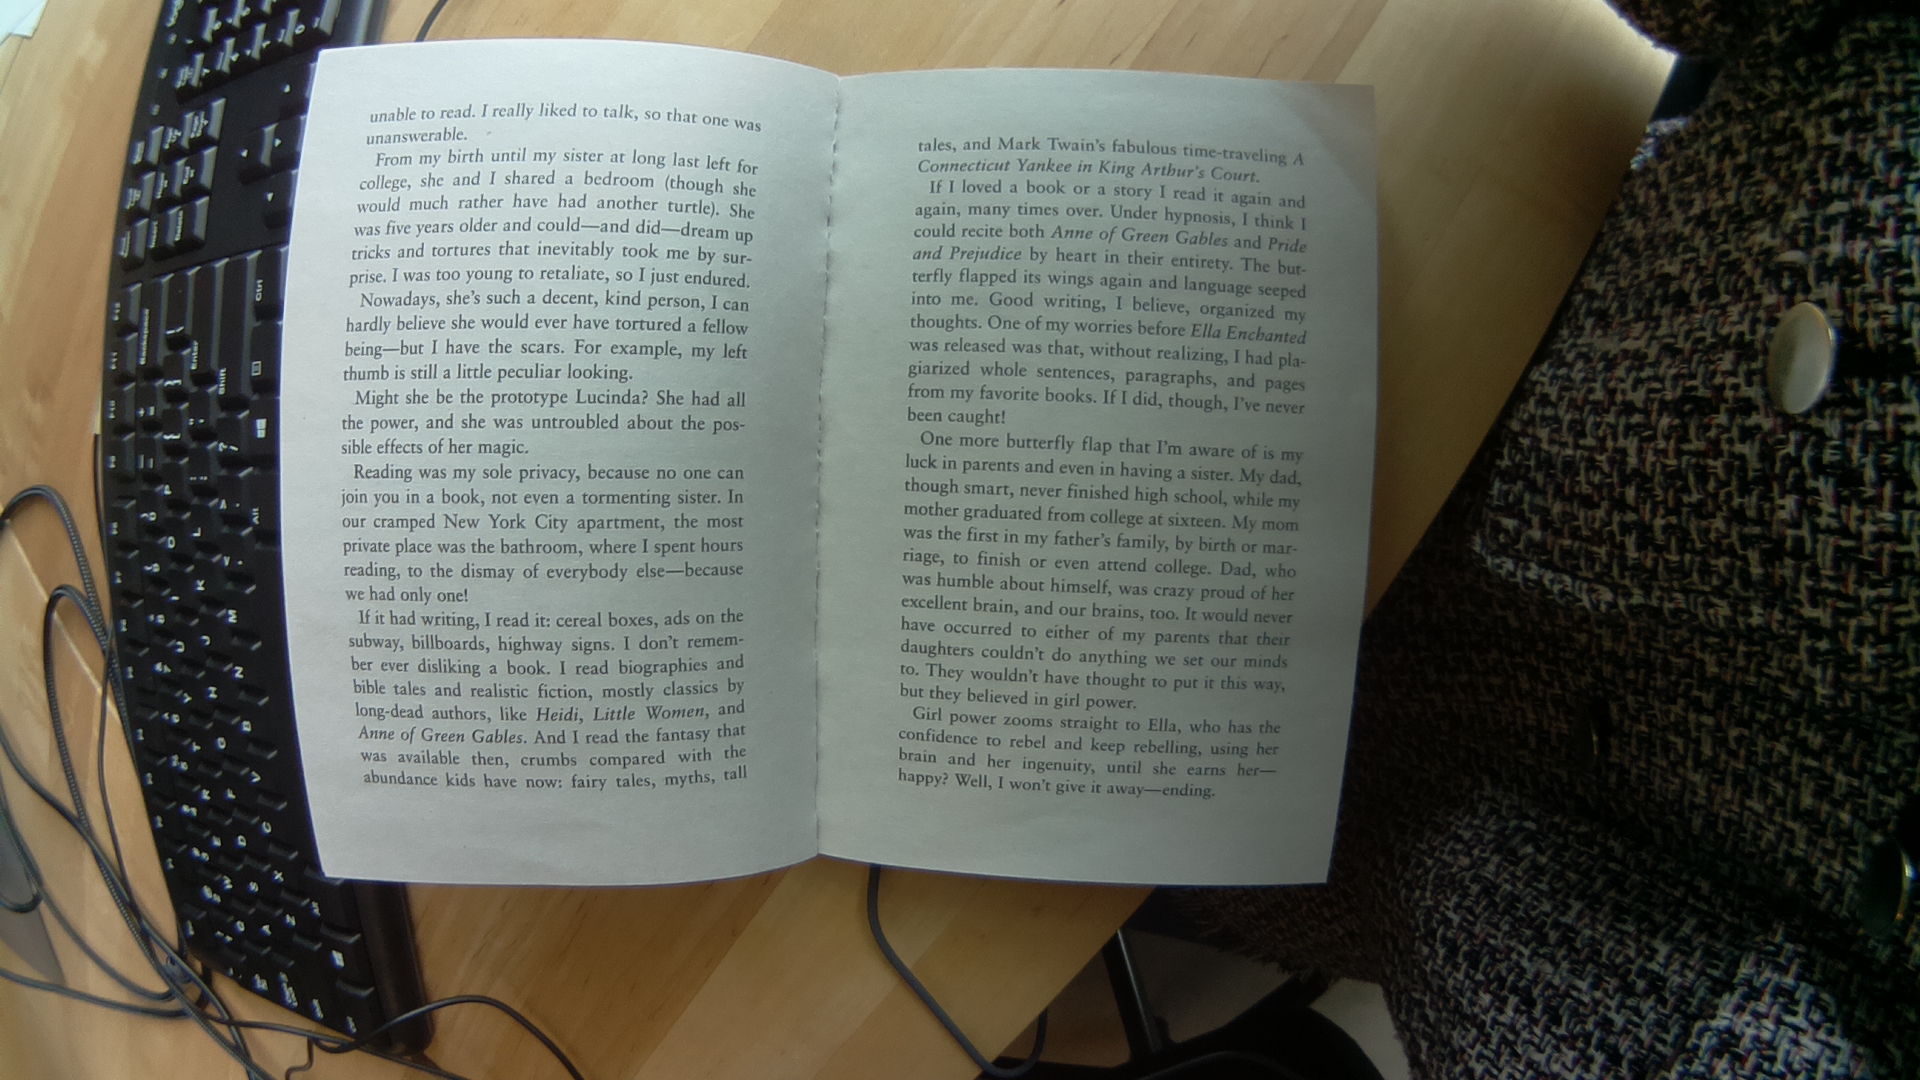 unable to read. I really liked to talk, so that one was
unanswerable.
From my birth until my sister at long last left for
college, she and I shared a bedroom (though she
would much rather have had another turtle). She
was five years older and could—and did—dream up
tricks and tortures that inevitably took me by sur-
prise. I was too young to retaliate, so I just endured.
Nowadays, she's such a decent, kind person, I can
hardly believe she would ever have tortured a fellow
being—but I have the scars. For example, my left
thumb is still a little peculiar looking.
Might she be the prototype Lucinda? She had all
the power, and she was untroubled about the pos-
sible effects of her magic.
Reading was my sole privacy, because no one can
join you in a book, not even a tormenting sister. In
our cramped New York City apartment, the most
private place was the bathroom, where I spent hours
reading, to the dismay of everybody else—because
we had only one!
If it had writing, I read it: cereal boxes, ads on the
subway, billboards, highway signs. I don't remem-
ber ever disliking a book. I read biographies and
bible tales and realistic fiction, mostly classics by
long-dead authors, like Heidi, Little Women, and
Anne of Green Gables. And I read the fantasy that
was available then, crumbs compared with the
abundance kids have now: fairy tales, myths, tall
tales, and Mark Twain's fabulous time-traveling A
Connecticut Yankee in King Arthur's Court.
If I loved a book or a story I read it again and
again, many times over. Under hypnosis, I think I
could recite both Anne of Green Gables and Pride
and Prejudice by heart in their entirety. The but-
terfly flapped its wings again and language seeped
into me. Good writing, I believe, organized my
thoughts. One of my worries before Ella Enchanted
was released was that, without realizing, I had pla-
giarized whole sentences, paragraphs, and pages
from my favorite books. If I did, though, I've never
been caught!
One more butterfly flap that I'm aware of is my
luck in parents and even in having a sister. My dad,
though smart, never finished high school, while my
mother graduated from college at sixteen. My mom
was the first in my father's family, by birth or mar-
riage, to finish or even attend college. Dad, who
was humble about himself, was crazy proud of her
excellent brain, and our brains, too. It would never
have occurred to either of my parents that their
daughters couldn't do anything we set our minds
to. They wouldn't have thought to put it this way,
but they believed in girl power.
Girl power zooms straight to Ella, who has the
confidence to rebel and keep rebelling, using her
brain and her ingenuity, until she earns her—
happy? Well, I won't give it away—ending.
Backspace
Enter
Shift
Ctrl
Alt